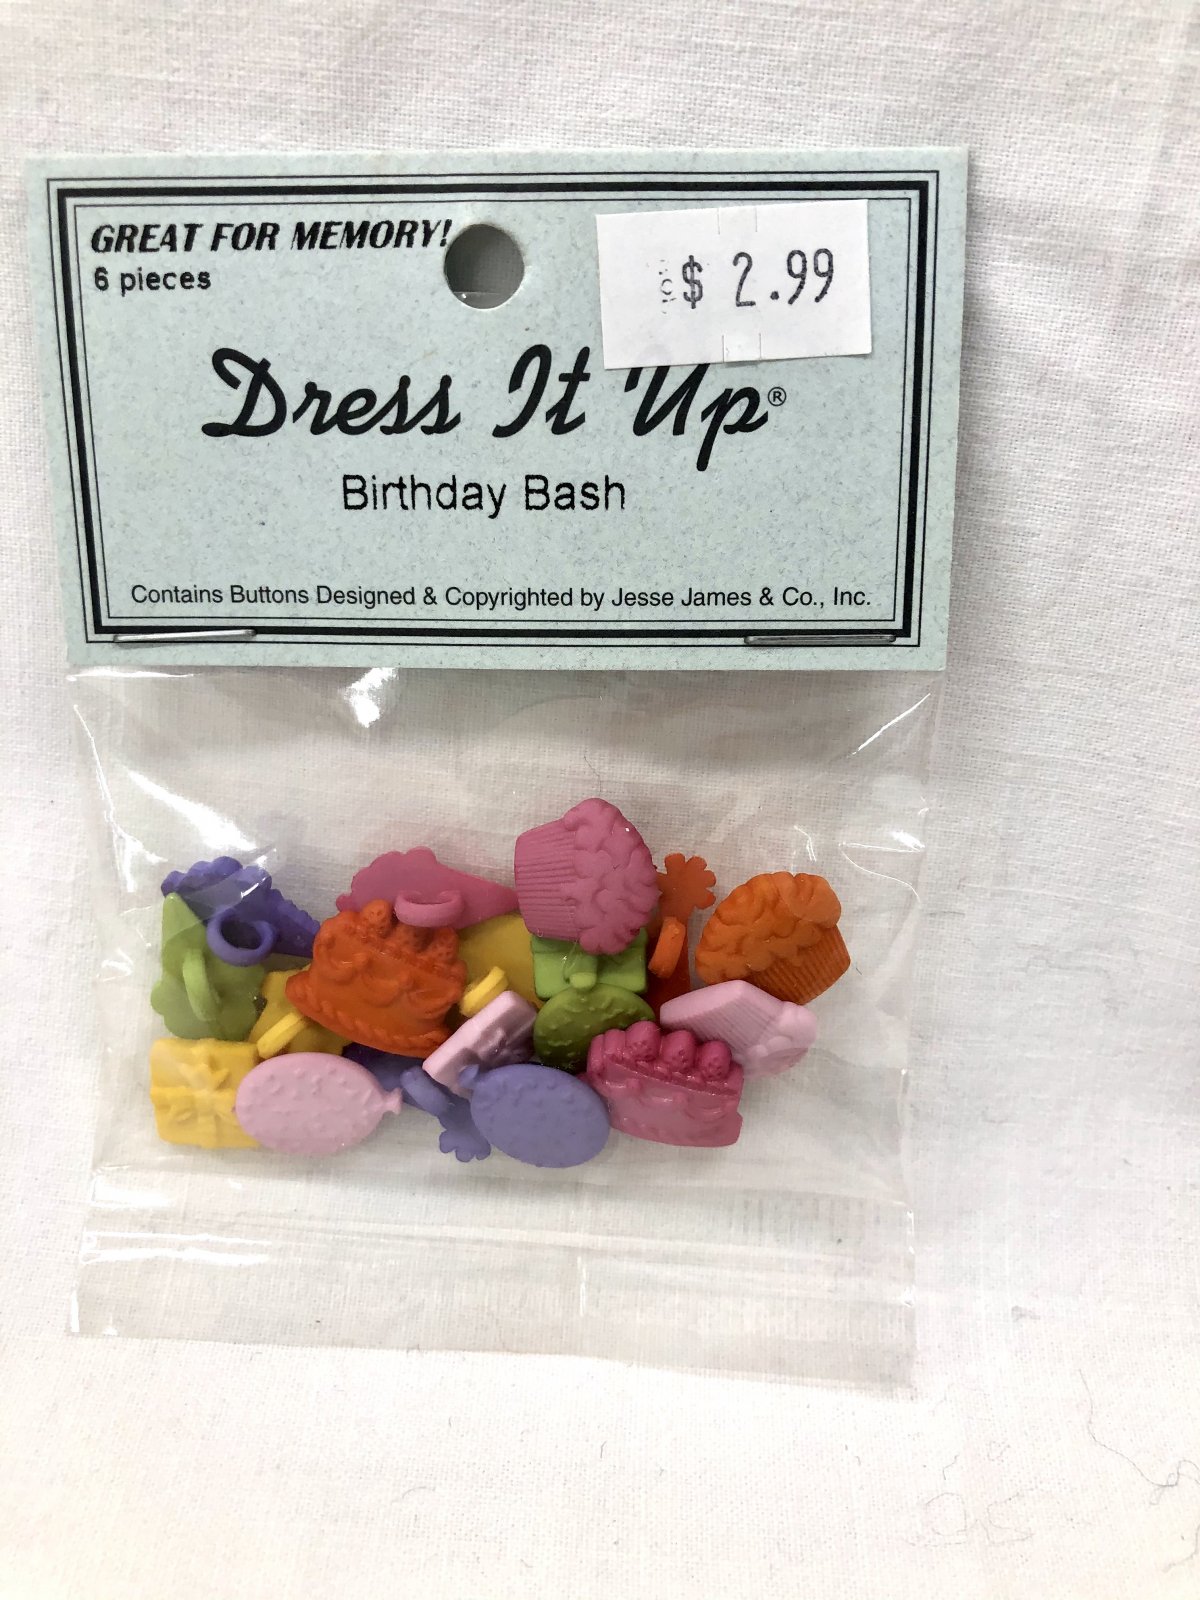 GREAT FOR MEMORY!
6 pieces
$ 2.99
Dress It Up®
Birthday Bash
Contains Buttons Designed & Copyrighted by Jesse James & Co., Inc.